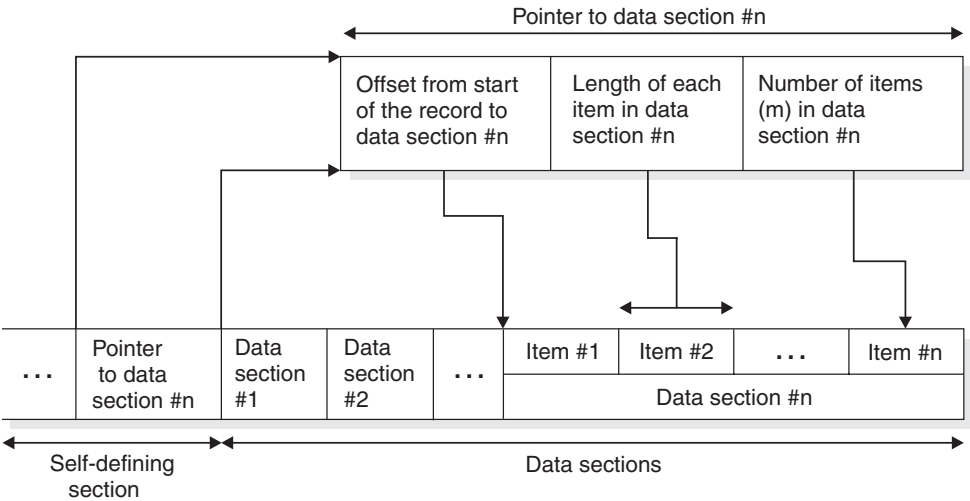 Pointer to data section #n
Offset from start
of the record to
data section #n
Length of each
item in data
section #n
Number of items
(m) in data
section #n
...
Pointer
to data
section #n
Data
section
#1
Data
section
#2
...
Item #1
Item #2
...
Item #n
Data section #n
Self-defining
section
Data sections